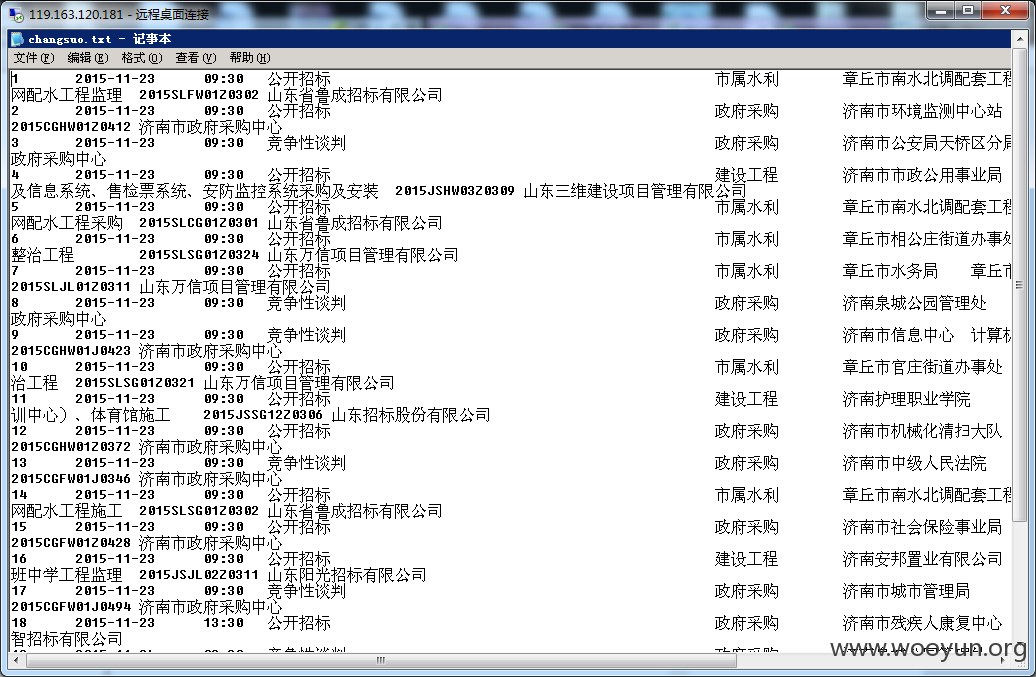 119.163.120.181 - 远程桌面连接
changsuo.txt - 记事本
文件(F) 编辑(E) 格式(O) 查看(V) 帮助(H)
1 2015-11-23 09:30 公开招标 市属水利 章丘市南水北调配套工程
网配水工程监理 2015SLFW01Z0302 山东省鲁成招标有限公司
2 2015-11-23 09:30 公开招标 政府采购 济南市环境监测中心站
2015CGHW01Z0412 济南市政府采购中心
3 2015-11-23 09:30 竞争性谈判 政府采购 济南市公安局天桥区分局
政府采购中心
4 2015-11-23 09:30 公开招标 建设工程 济南市市政公用事业局
及信息系统、售检票系统、安防监控系统采购及安装 2015JSHW03Z0309 山东三维建设项目管理有限公司
5 2015-11-23 09:30 公开招标 市属水利 章丘市南水北调配套工程
网配水工程采购 2015SLCG01Z0301 山东省鲁成招标有限公司
6 2015-11-23 09:30 公开招标 市属水利 章丘市相公庄街道办事处
整治工程 2015SLSG01Z0324 山东万信项目管理有限公司
7 2015-11-23 09:30 公开招标 市属水利 章丘市水务局 章丘市
2015SLJL01Z0311 山东万信项目管理有限公司
8 2015-11-23 09:30 竞争性谈判 政府采购 济南泉城公园管理处
政府采购中心
9 2015-11-23 09:30 竞争性谈判 政府采购 济南市信息中心 计算机
2015CGHW01J0423 济南市政府采购中心
10 2015-11-23 09:30 公开招标 市属水利 章丘市官庄街道办事处
治工程 2015SLSG01Z0321 山东万信项目管理有限公司
11 2015-11-23 09:30 公开招标 建设工程 济南护理职业学院
训中心）、体育馆施工 2015JSSG12Z0306 山东招标股份有限公司
12 2015-11-23 09:30 公开招标 政府采购 济南市机械化清扫大队
2015CGHW01Z0372 济南市政府采购中心
13 2015-11-23 09:30 竞争性谈判 政府采购 济南市中级人民法院
2015CGFW01J0346 济南市政府采购中心
14 2015-11-23 09:30 公开招标 市属水利 章丘市南水北调配套工程
网配水工程施工 2015SLSG01Z0302 山东省鲁成招标有限公司
15 2015-11-23 09:30 公开招标 政府采购 济南市社会保险事业局
2015CGFW01Z0428 济南市政府采购中心
16 2015-11-23 09:30 公开招标 建设工程 济南安邦置业有限公司
班中学工程监理 2015JSJL02Z0311 山东阳光招标有限公司
17 2015-11-23 09:30 竞争性谈判 政府采购 济南市城市管理局
2015CGFW01J0494 济南市政府采购中心
18 2015-11-23 13:30 公开招标 政府采购 济南市残疾人康复中心
智招标有限公司
www.wooyun.org